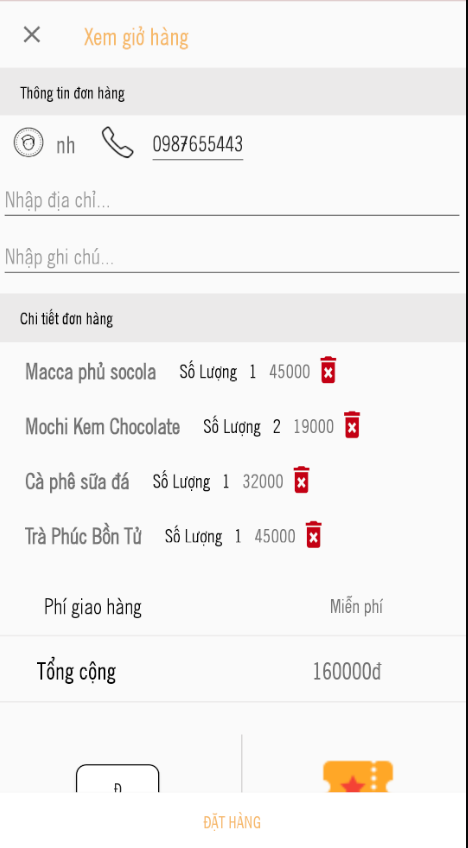 Xem giở hàng
Thông tin đơn hàng
nh 0987655443
Nhập địa chỉ...
Nhập ghi chú...
Chi tiết đơn hàng
Macca phủ socola Số Lượng 1 45000
Mochi Kem Chocolate Số Lượng 2 19000
Cà phê sữa đá Số Lượng 1 32000
Trà Phúc Bồn Tử Số Lượng 1 45000
Phí giao hàng Miễn phí
Tổng cộng 160000đ
Đ
ĐẶT HÀNG